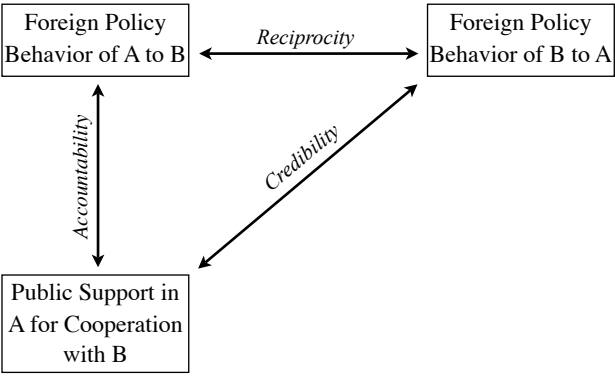 Foreign Policy
Behavior of A to B
Reciprocity
Foreign Policy
Behavior of B to A
Accountability
Credibility
Public Support in
A for Cooperation
with B